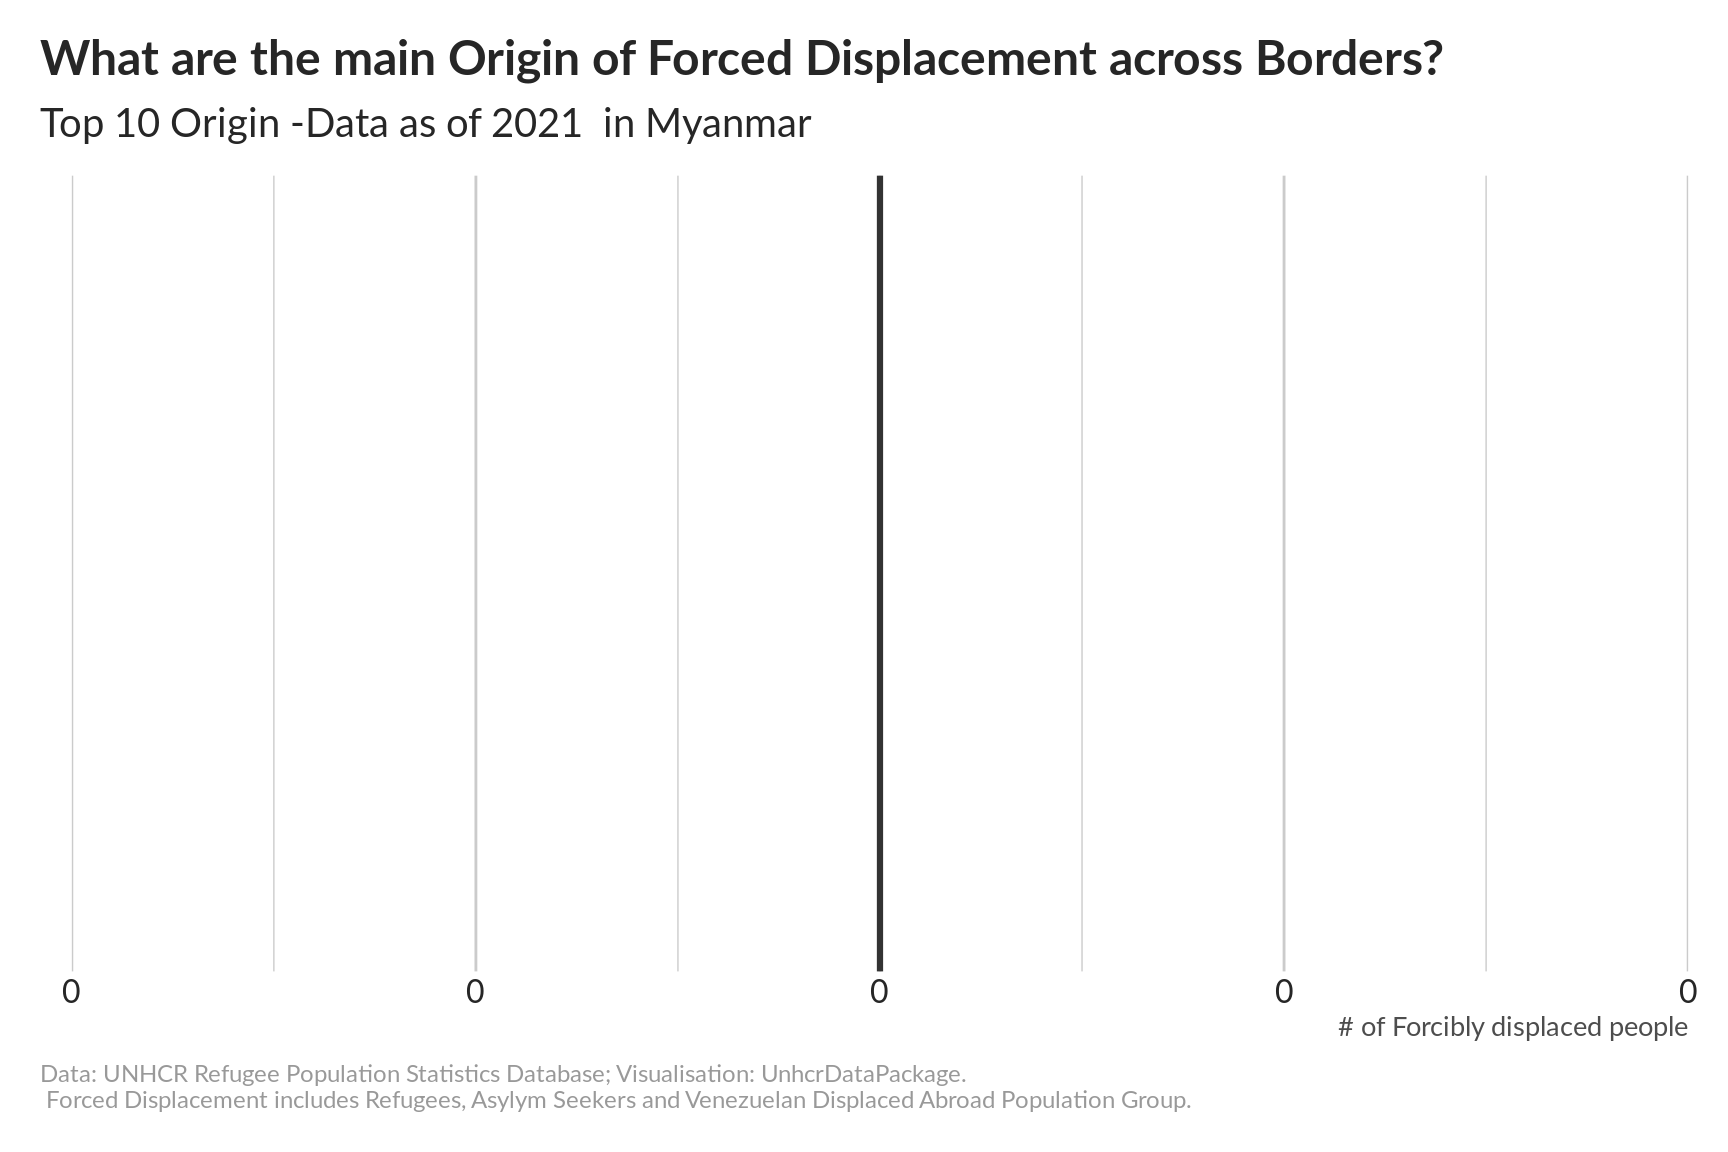 What are the main Origin of Forced Displacement across Borders?
Top 10 Origin -Data as of 2021  in Myanmar
0 0 0 0 0
# of Forcibly displaced people
Data: UNHCR Refugee Population Statistics Database; Visualisation: UnhcrDataPackage.
Forced Displacement includes Refugees, Asylym Seekers and Venezuelan Displaced Abroad Population Group.